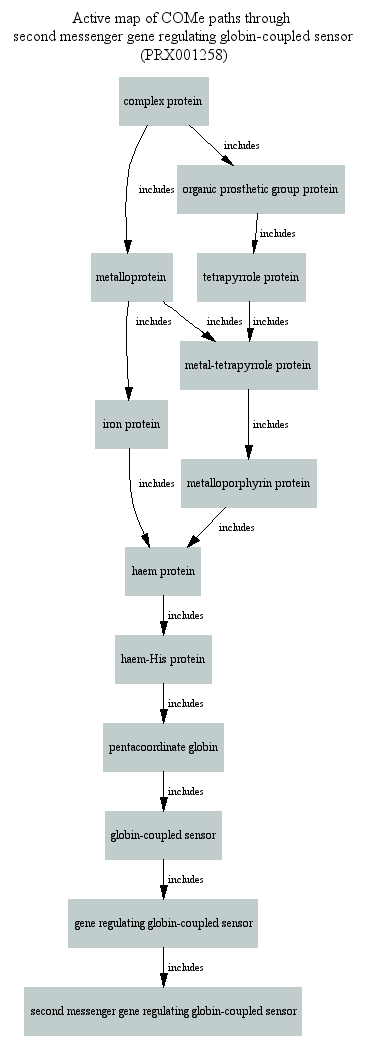 Active map of COMe paths through
second messenger gene regulating globin-coupled sensor
(PRX001258)
complex protein
includes
includes
organic prosthetic group protein
includes
metalloprotein
tetrapyrrole protein
includes
includes
includes
metal-tetrapyrrole protein
iron protein
includes
includes
metalloporphyrin protein
includes
haem protein
includes
haem-His protein
includes
pentacoordinate globin
includes
globin-coupled sensor
includes
gene regulating globin-coupled sensor
includes
second messenger gene regulating globin-coupled sensor